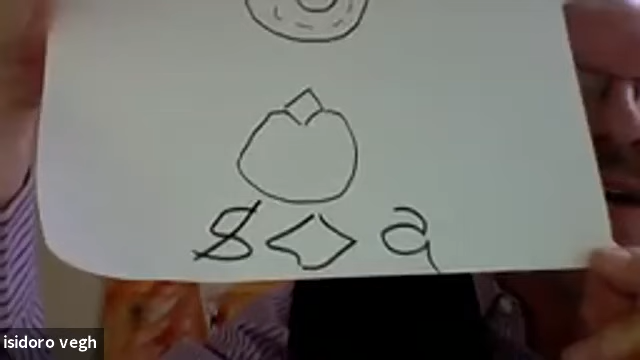 $ ◇ a
isidoro vegh